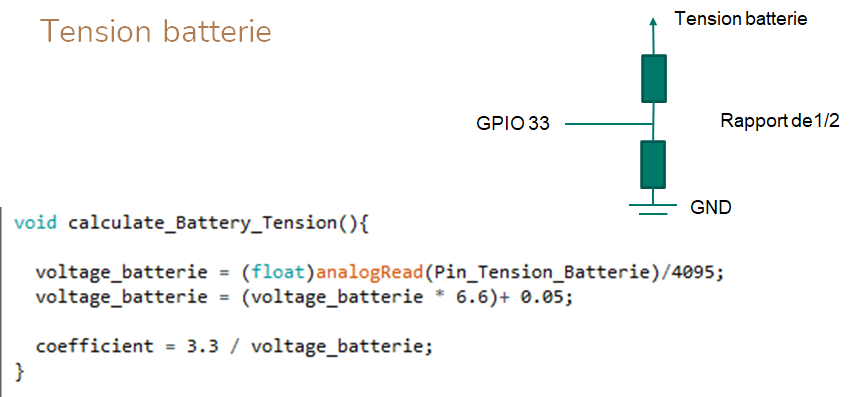 Tension batterie
Tension batterie
GPIO 33
Rapport de1/2
GND
void calculate_Battery_Tension(){
voltage_batterie = (float)analogRead(Pin_Tension_Batterie)/4095;
voltage_batterie = (voltage_batterie * 6.6)+ 0.05;
coefficient = 3.3 / voltage_batterie;
}